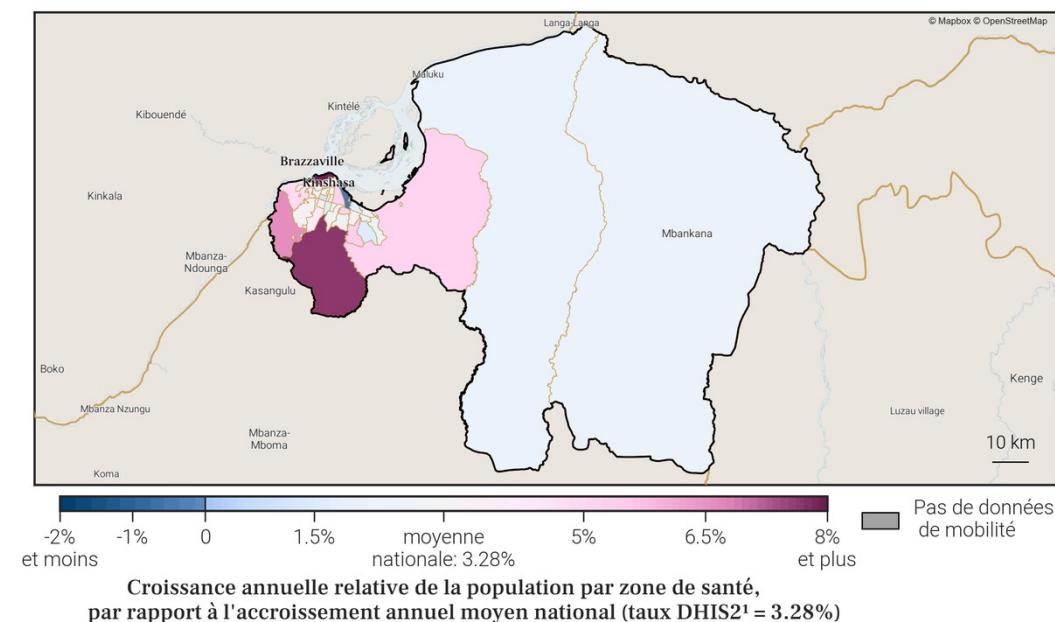 Langa-Langa
© Mapbox © OpenStreetMap
Maluku
Kintélé
Kibouendé
Brazzaville
Kinshasa
Kinkala
Mbankana
Mbanza-
Ndounga
Kasangulu
Boko
Kenge
Mbanza Nzungu
Luzau village
Mbanza-
Mboma
10 km
Koma
-2%
et moins
-1%
0
1.5%
moyenne
nationale: 3.28%
5%
6.5%
8%
et plus
Pas de données
de mobilité
Croissance annuelle relative de la population par zone de santé,
par rapport à l'accroissement annuel moyen national (taux DHIS2¹ = 3.28%)